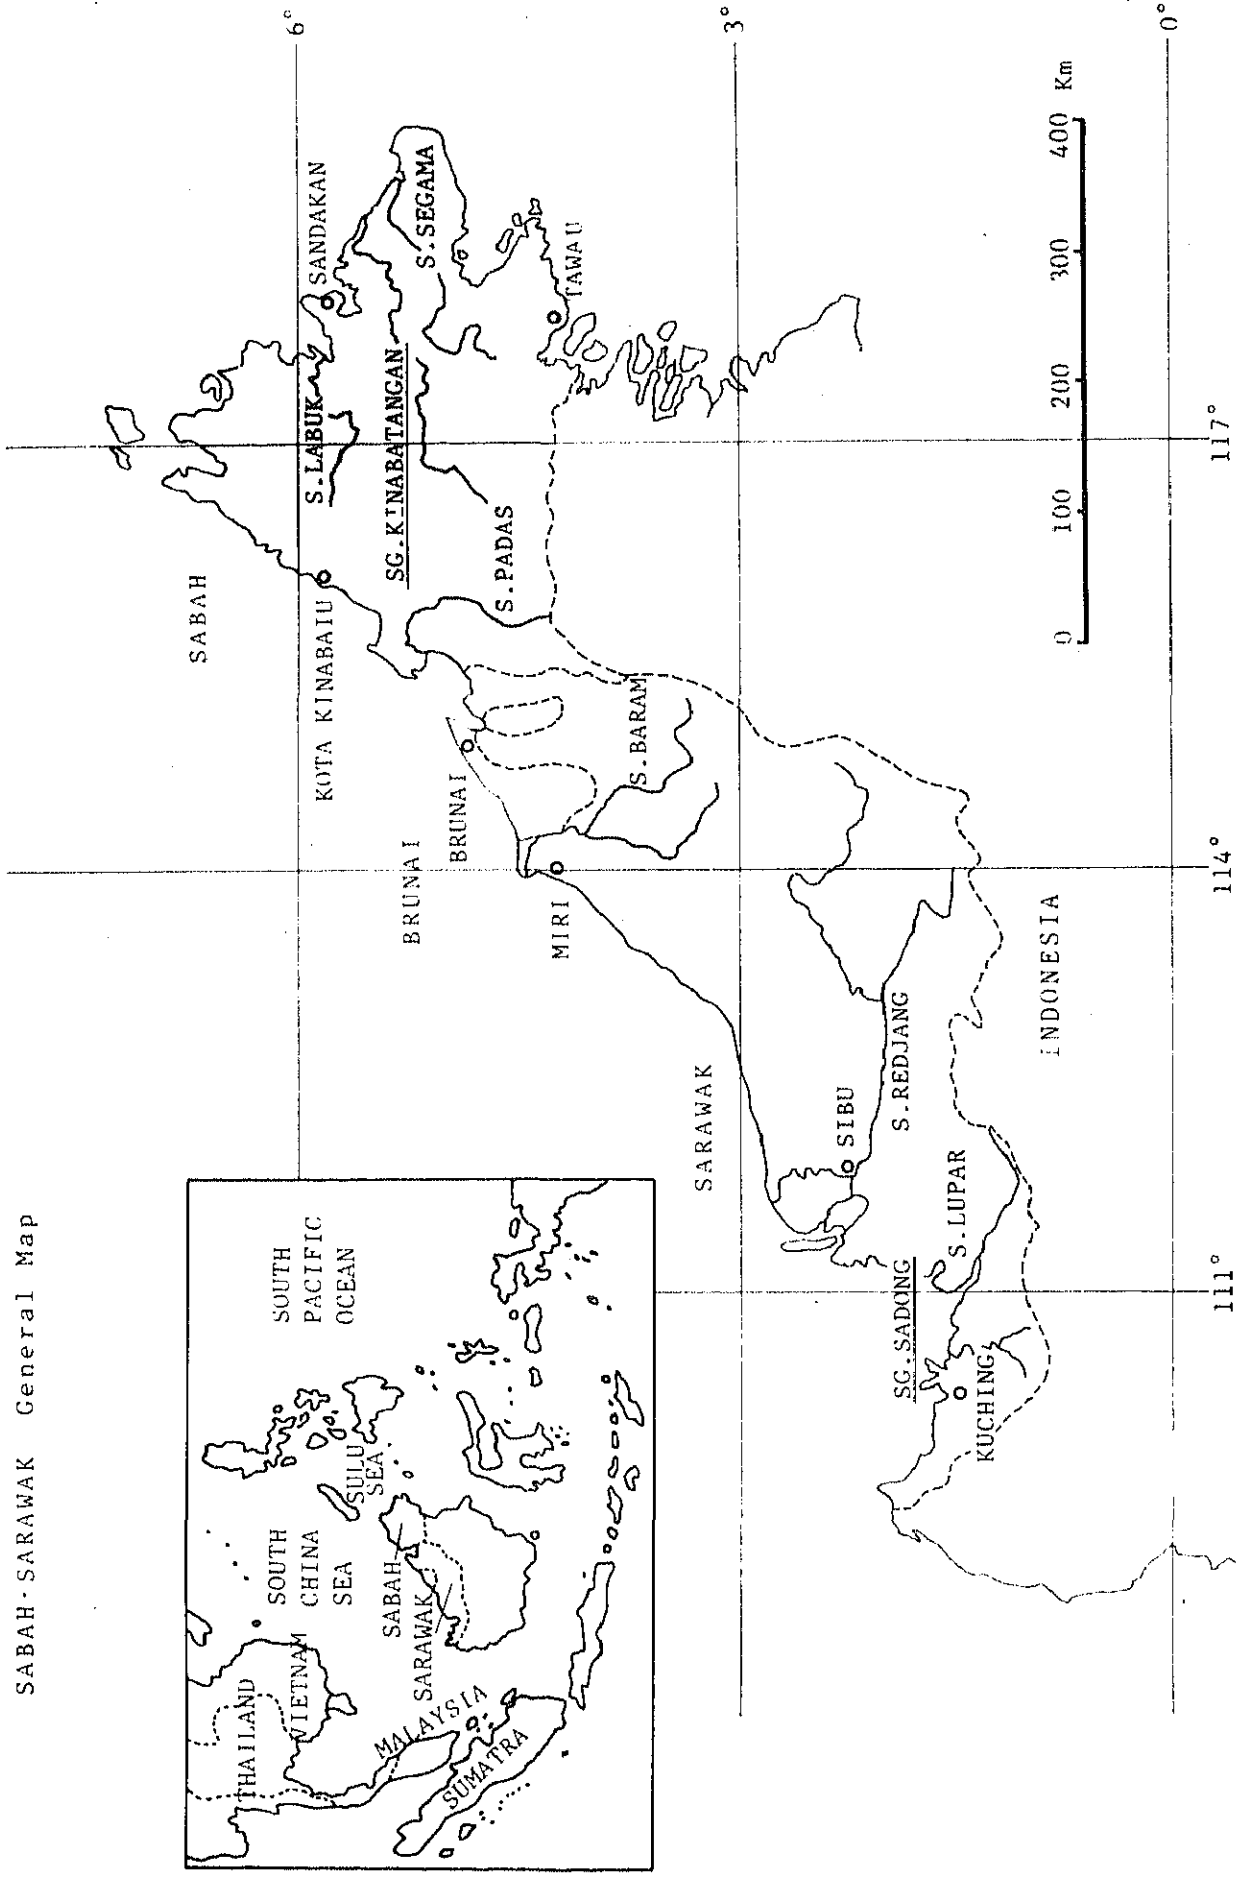 SABAH·SARAWAK General Map
THAILAND
VIETNAM
MALAYSIA
SUMATRA
SOUTH
CHINA
SEA
SABAH
SARAWAK
SULU
SEA
SOUTH
PACIFIC
OCEAN
SABAH
KOTA KINABAIU
S.LABUK
SANDAKAN
SG.KINABATANGAN
S.SEGAMA
S.PADAS
TAWAU
BRUNAI
BRUNAI
MIRI
S.BARAM
SARAWAK
SIBU
S.REDJANG
SG.SADONG
S.LUPAR
KUCHING
INDONESIA
6°
3°
0°
111°
114°
117°
0 100 200 300 400 Km